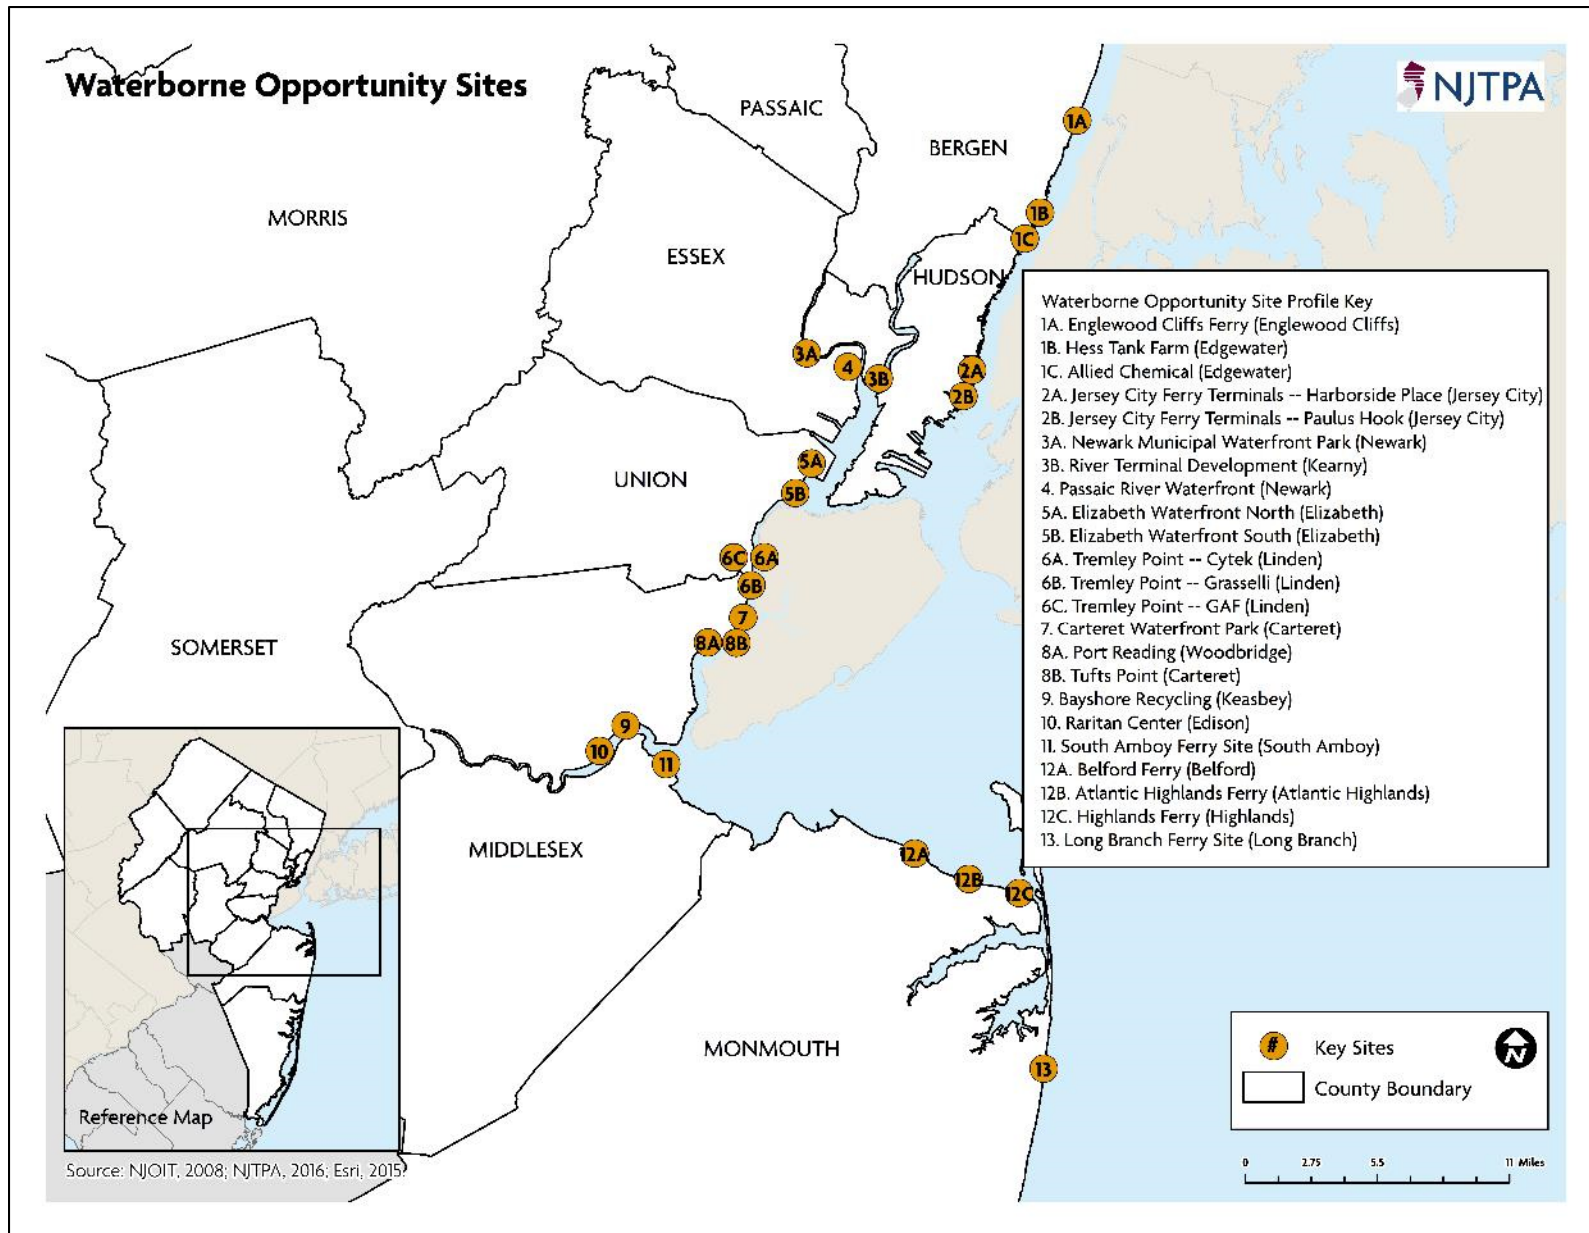 Waterborne Opportunity Sites
NJTPA
PASSAIC
1A
BERGEN
MORRIS
1B
1C
ESSEX
HUDSON
3A
4
3B
2A
2B
5A
UNION
5B
6C
6A
6B
7
SOMERSET
8A
8B
9
10
11
MIDDLESEX
12A
12B
12C
MONMOUTH
13
Waterborne Opportunity Site Profile Key
1A. Englewood Cliffs Ferry (Englewood Cliffs)
1B. Hess Tank Farm (Edgewater)
1C. Allied Chemical (Edgewater)
2A. Jersey City Ferry Terminals -- Harborside Place (Jersey City)
2B. Jersey City Ferry Terminals -- Paulus Hook (Jersey City)
3A. Newark Municipal Waterfront Park (Newark)
3B. River Terminal Development (Kearny)
4. Passaic River Waterfront (Newark)
5A. Elizabeth Waterfront North (Elizabeth)
5B. Elizabeth Waterfront South (Elizabeth)
6A. Tremley Point -- Cytek (Linden)
6B. Tremley Point -- Grasselli (Linden)
6C. Tremley Point -- GAF (Linden)
7. Carteret Waterfront Park (Carteret)
8A. Port Reading (Woodbridge)
8B. Tufts Point (Carteret)
9. Bayshore Recycling (Keasbey)
10. Raritan Center (Edison)
11. South Amboy Ferry Site (South Amboy)
12A. Belford Ferry (Belford)
12B. Atlantic Highlands Ferry (Atlantic Highlands)
12C. Highlands Ferry (Highlands)
13. Long Branch Ferry Site (Long Branch)
# Key Sites
N
County Boundary
Reference Map
Source: NJOIT, 2008; NJTPA, 2016; Esri, 2015.
0 2.75 5.5 11 Miles